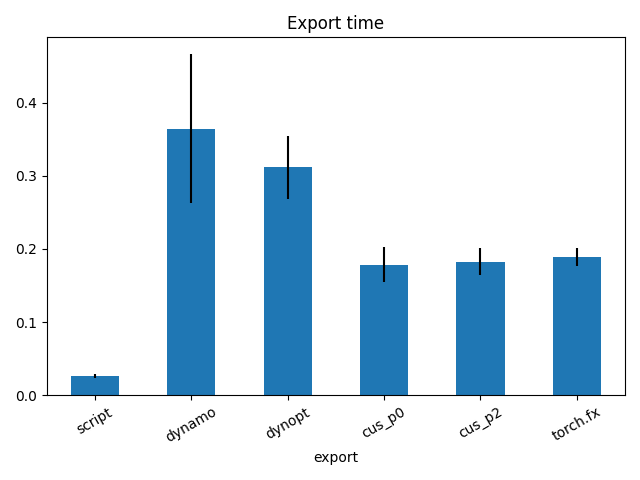 Export time
0.4
0.3
0.2
0.1
0.0
script
dynamo
dynopt
cus_p0
cus_p2
torch.fx
export